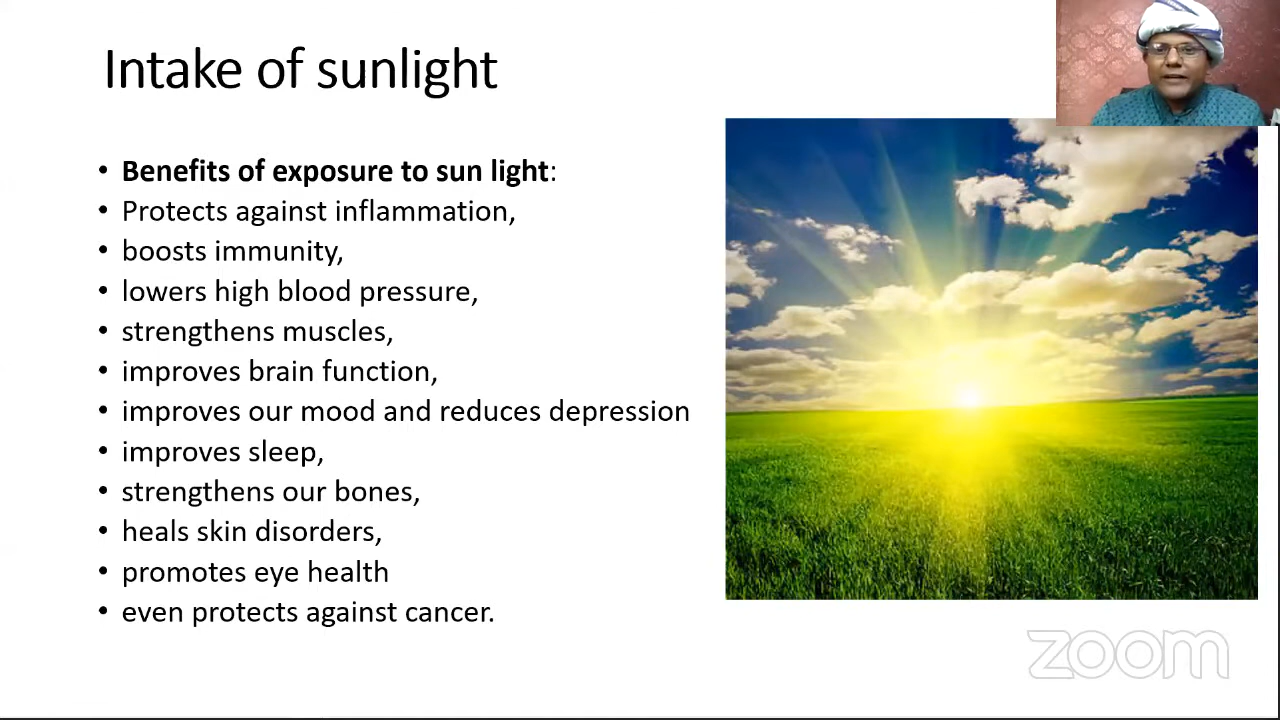 Intake of sunlight
• Benefits of exposure to sun light:
• Protects against inflammation,
• boosts immunity,
• lowers high blood pressure,
• strengthens muscles,
• improves brain function,
• improves our mood and reduces depression
• improves sleep,
• strengthens our bones,
• heals skin disorders,
• promotes eye health
• even protects against cancer.
zoom